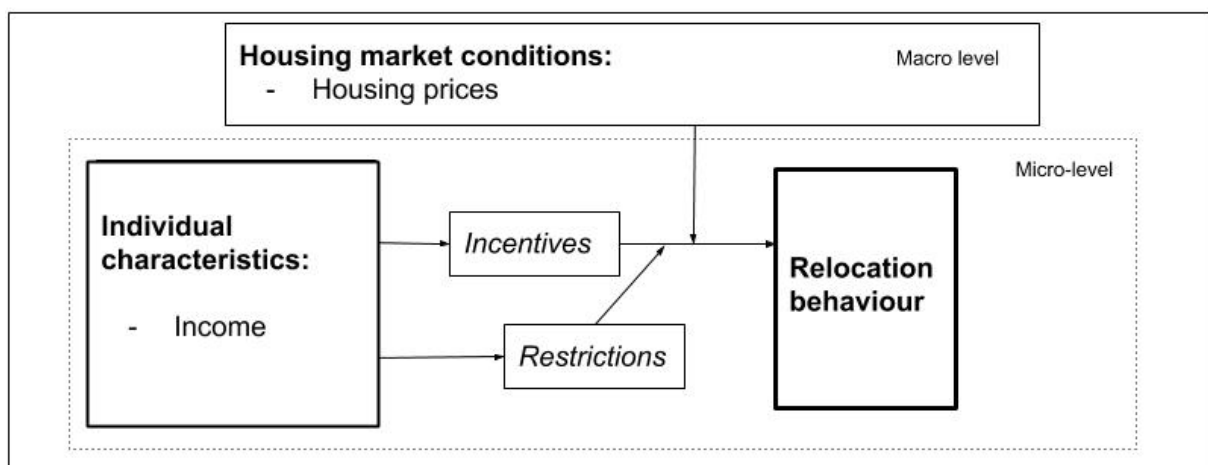 Housing market conditions:
Macro level
- Housing prices
Micro-level
Individual
characteristics:
- Income
Incentives
Restrictions
Relocation
behaviour